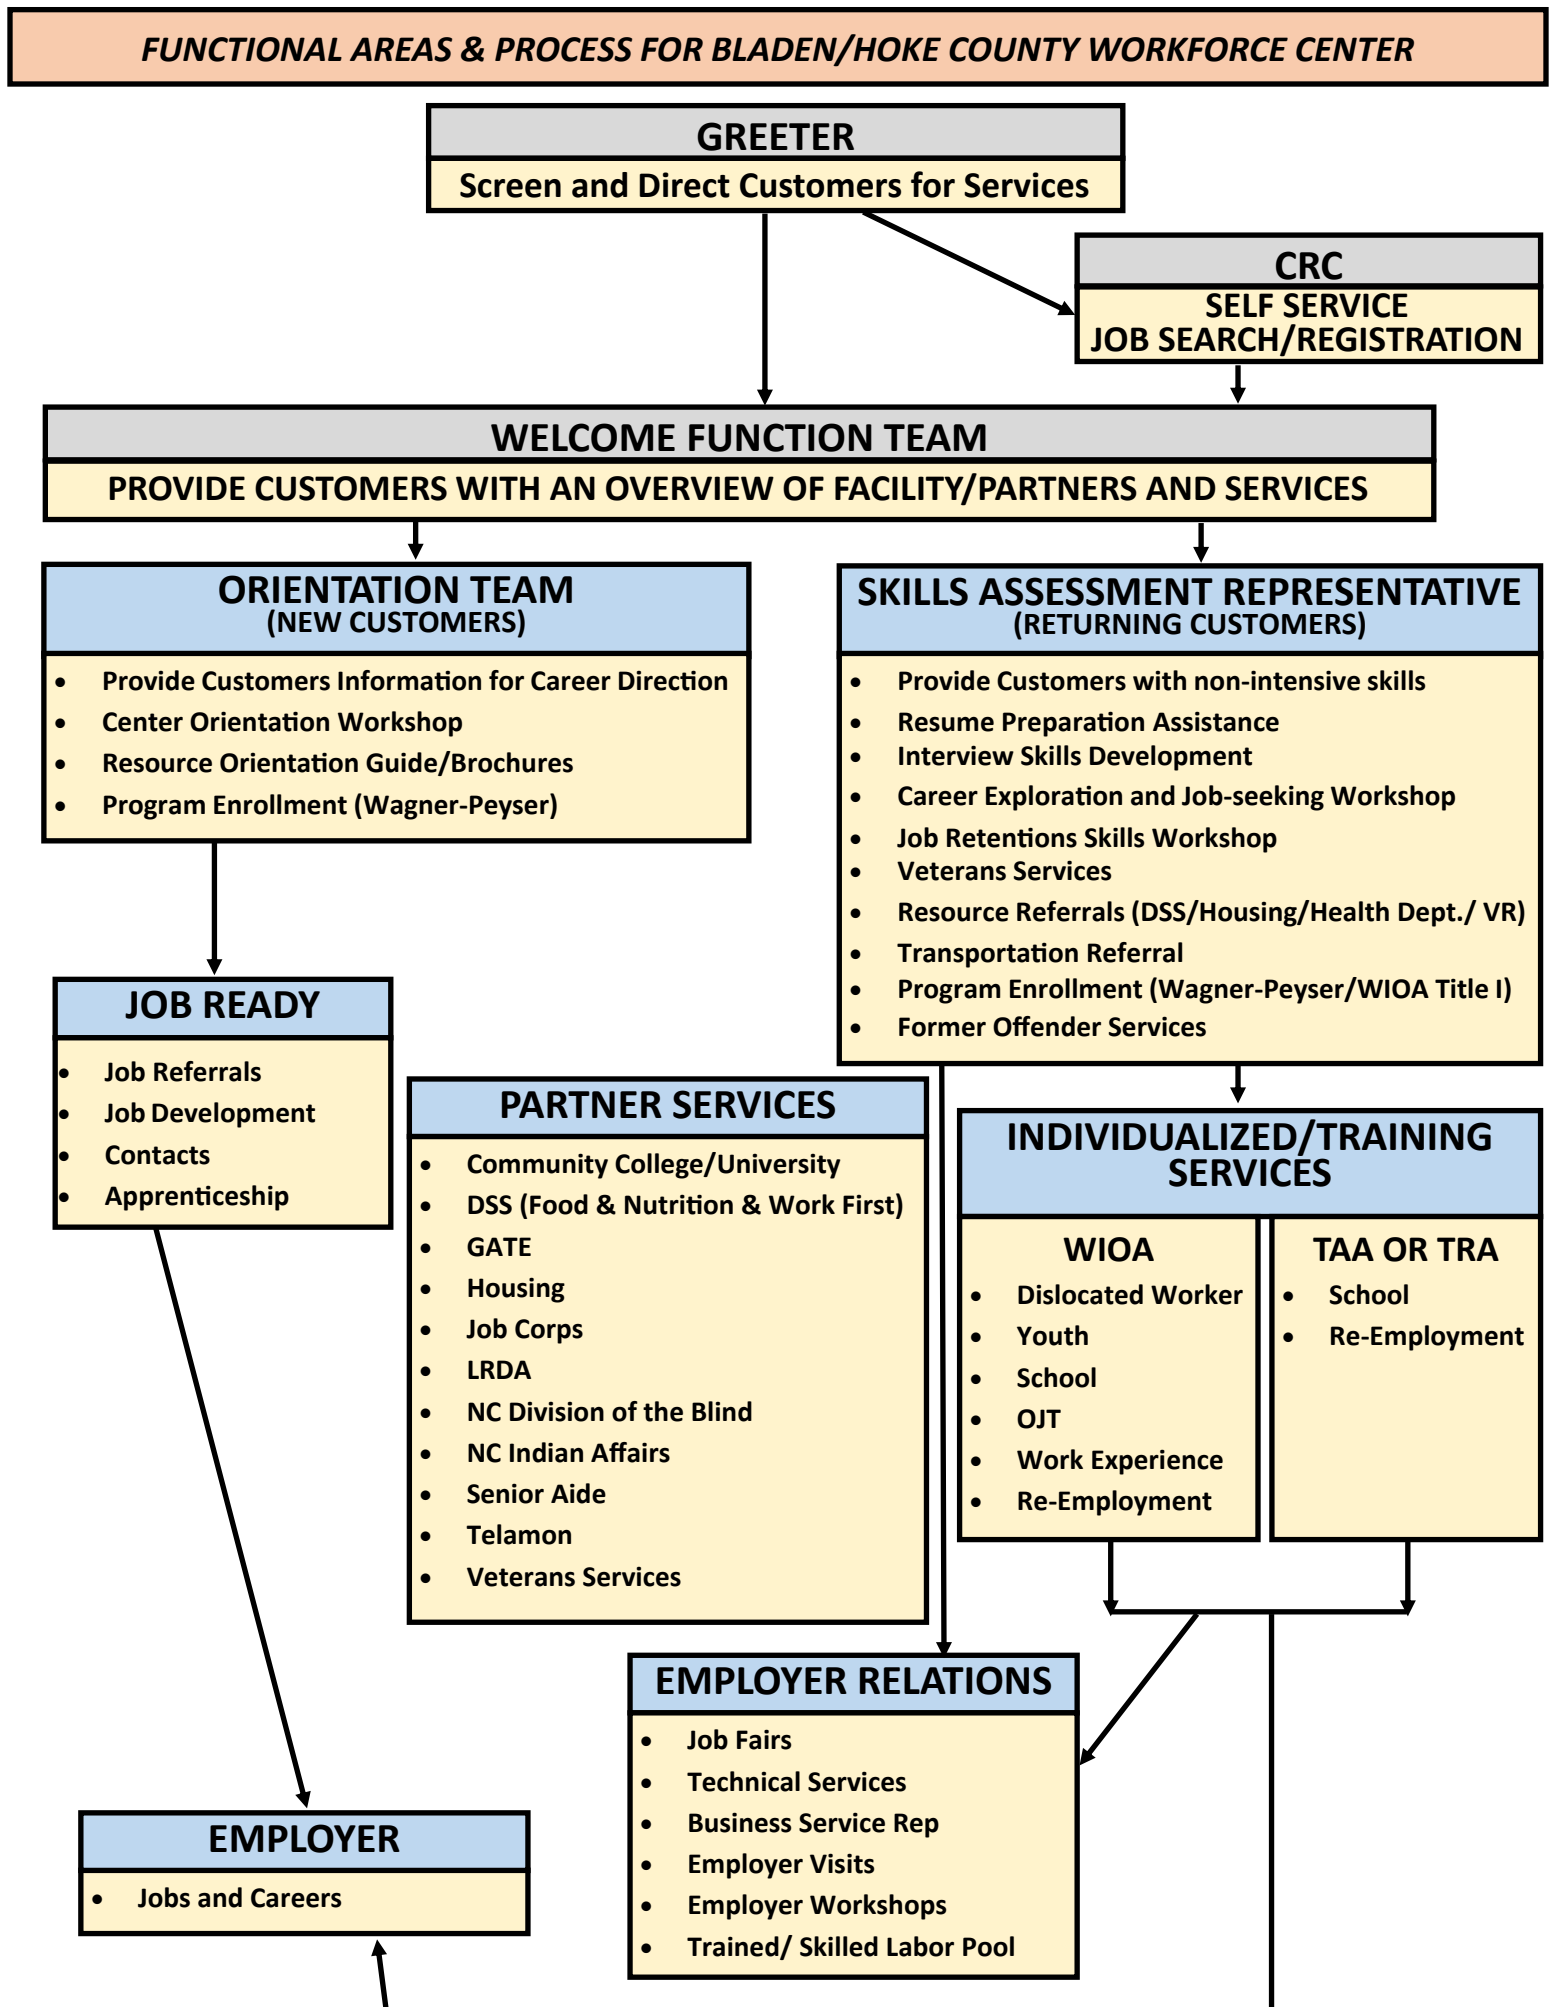 FUNCTIONAL AREAS & PROCESS FOR BLADEN/HOKE COUNTY WORKFORCE CENTER
GREETER
Screen and Direct Customers for Services
CRC
SELF SERVICE
JOB SEARCH/REGISTRATION
WELCOME FUNCTION TEAM
PROVIDE CUSTOMERS WITH AN OVERVIEW OF FACILITY/PARTNERS AND SERVICES
ORIENTATION TEAM
(NEW CUSTOMERS)
• Provide Customers Information for Career Direction
• Center Orientation Workshop
• Resource Orientation Guide/Brochures
• Program Enrollment (Wagner-Peyser)
SKILLS ASSESSMENT REPRESENTATIVE
(RETURNING CUSTOMERS)
• Provide Customers with non-intensive skills
• Resume Preparation Assistance
• Interview Skills Development
• Career Exploration and Job-seeking Workshop
• Job Retentions Skills Workshop
• Veterans Services
• Resource Referrals (DSS/Housing/Health Dept./ VR)
• Transportation Referral
• Program Enrollment (Wagner-Peyser/WIOA Title I)
• Former Offender Services
JOB READY
• Job Referrals
• Job Development
• Contacts
• Apprenticeship
PARTNER SERVICES
• Community College/University
• DSS (Food & Nutrition & Work First)
• GATE
• Housing
• Job Corps
• LRDA
• NC Division of the Blind
• NC Indian Affairs
• Senior Aide
• Telamon
• Veterans Services
INDIVIDUALIZED/TRAINING
SERVICES
WIOA
• Dislocated Worker
• Youth
• School
• OJT
• Work Experience
• Re-Employment
TAA OR TRA
• School
• Re-Employment
EMPLOYER RELATIONS
• Job Fairs
• Technical Services
• Business Service Rep
• Employer Visits
• Employer Workshops
• Trained/ Skilled Labor Pool
EMPLOYER
• Jobs and Careers